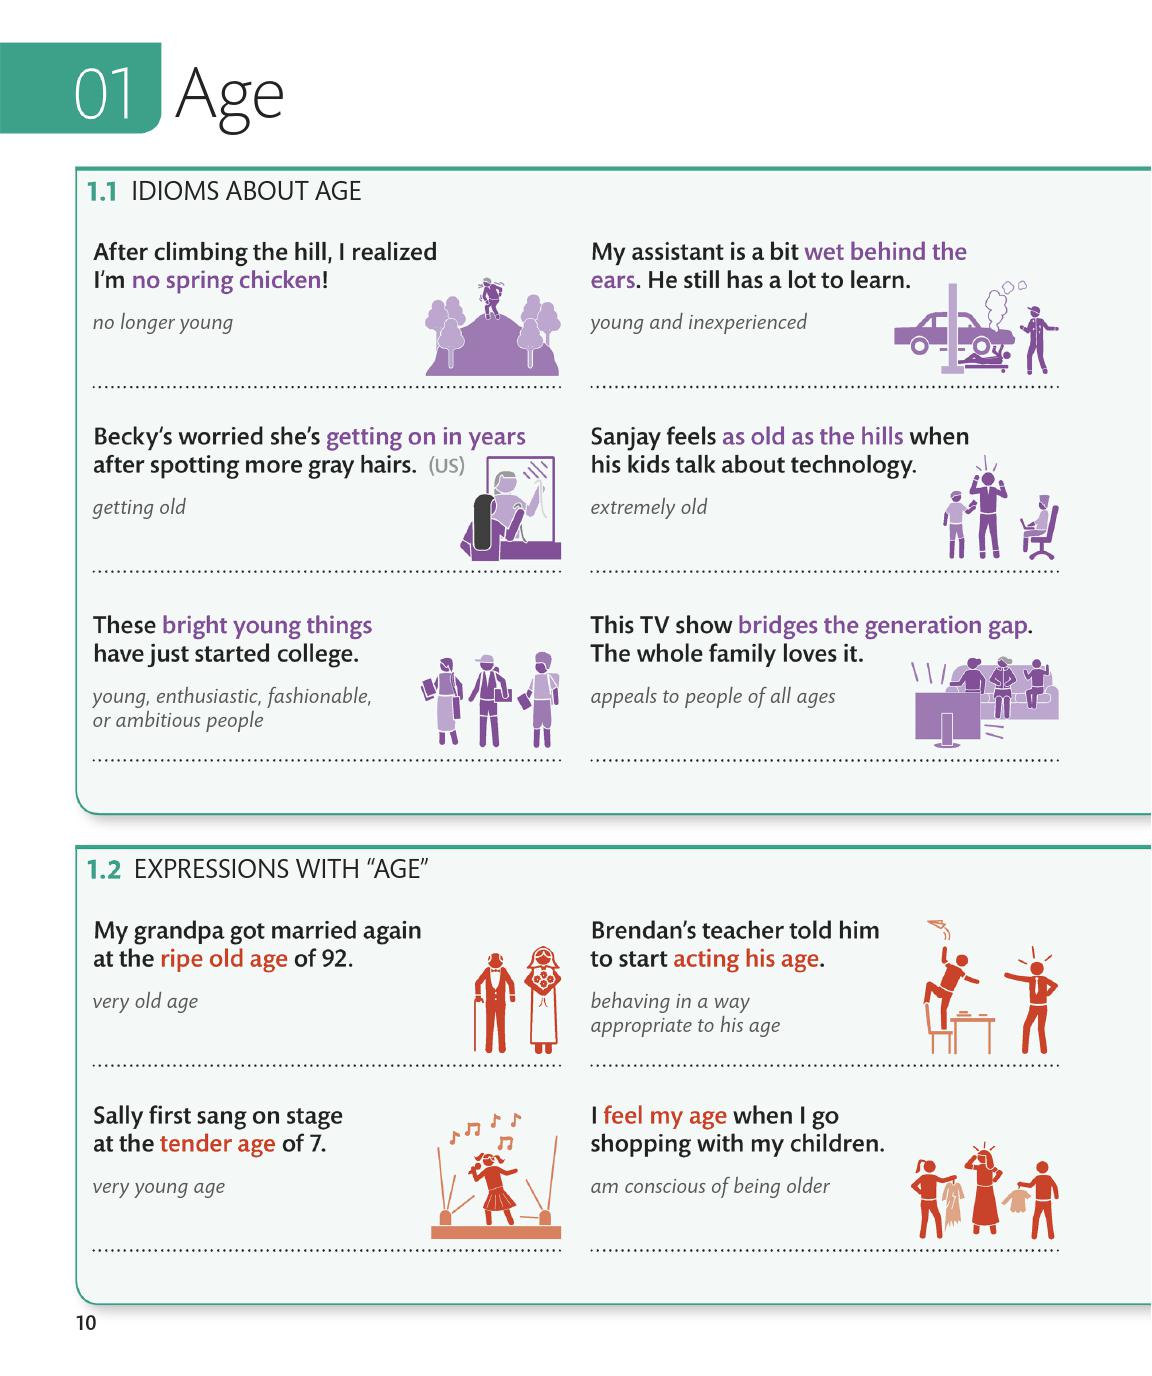 01 Age
1.1 IDIOMS ABOUT AGE
After climbing the hill, I realized
I’m no spring chicken!
no longer young
My assistant is a bit wet behind the
ears. He still has a lot to learn.
young and inexperienced
Becky‘s worried she’s getting on in years
after spotting more gray hairs. (US)
getting old
Sanjay feels as old as the hills when
his kids talk about technology.
extremely old
These bright young things
have just started college.
young, enthusiastic, fashionable,
or ambitious people
This TV show bridges the generation gap.
The whole family loves it.
appeals to people of all ages
1.2 EXPRESSIONS WITH “AGE”
My grandpa got married again
at the ripe old age of 92.
very old age
Brendan’s teacher told him
to start acting his age.
behaving in a way
appropriate to his age
Sally first sang on stage
at the tender age of 7.
very young age
I feel my age when I go
shopping with my children.
am conscious of being older
10